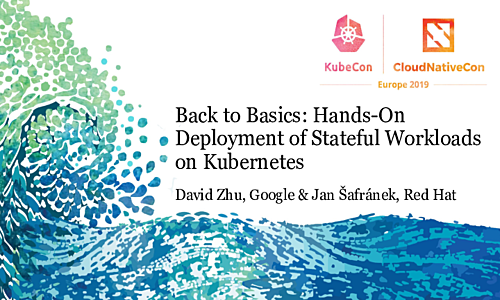 KubeCon
CloudNativeCon
Europe 2019
Back to Basics: Hands-On
Deployment of Stateful Workloads
on Kubernetes
David Zhu, Google & Jan Šafránek, Red Hat